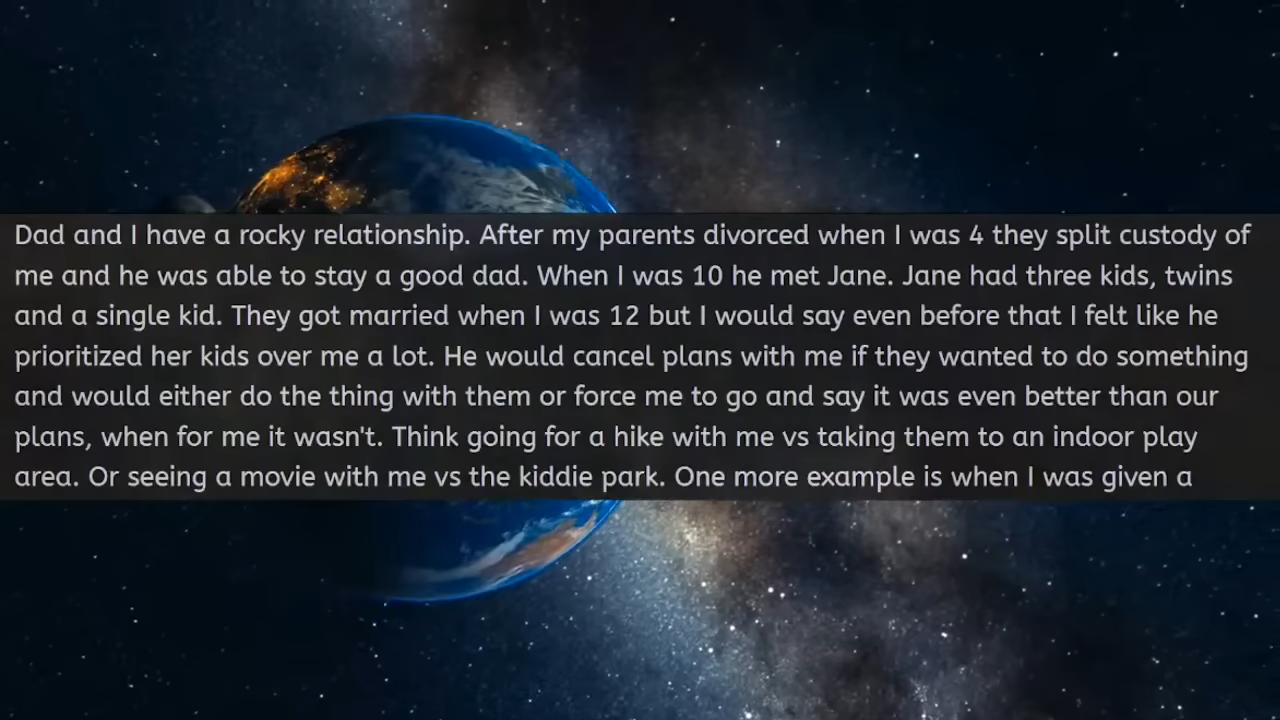 Dad and I have a rocky relationship. After my parents divorced when I was 4 they split custody of
me and he was able to stay a good dad. When I was 10 he met Jane. Jane had three kids, twins
and a single kid. They got married when I was 12 but I would say even before that I felt like he
prioritized her kids over me a lot. He would cancel plans with me if they wanted to do something
and would either do the thing with them or force me to go and say it was even better than our
plans, when for me it wasn't. Think going for a hike with me vs taking them to an indoor play
area. Or seeing a movie with me vs the kiddie park. One more example is when I was given a